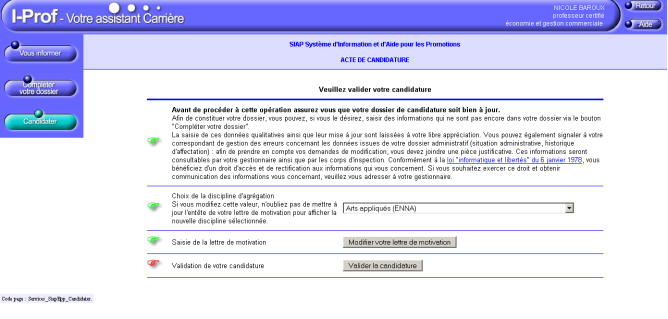 I-Prof - Votre assistant Carrière
NICOLE BAROUX
professeur certifié
économie et gestion commerciale
Retour
Aide
Vous informer
Compléter
votre dossier
Candidater
SIAP Système d'Information et d'Aide pour les Promotions
ACTE DE CANDIDATURE
Veuillez valider votre candidature
Avant de procéder à cette opération assurez vous que votre dossier de candidature soit bien à jour.
Afin de constituer votre dossier, vous pouvez, si vous le désirez, saisir des informations qui ne sont pas encore dans votre dossier via le bouton
"Compléter votre dossier".
La saisie de ces données qualitatives ainsi que leur mise à jour sont laissées à votre libre appréciation. Vous pouvez également signaler à votre
correspondant de gestion des erreurs concernant les données issues de votre dossier administratif (situation administrative, historique
d'affectation) : afin de prendre en compte vos demandes de modification, vous devez joindre une pièce justificative. Ces informations seront
consultables par votre gestionnaire ainsi que par les corps d'inspection. Conformément à la loi "informatique et libertés" du 6 janvier 1978, vous
bénéficiez d'un droit d'accès et de rectification aux informations qui vous concernent. Si vous souhaitez exercer ce droit et obtenir
communication des informations vous concernant, veuillez vous adresser à votre gestionnaire.
Choix de la discipline d'agrégation
Si vous modifiez cette valeur, n'oubliez pas de mettre à
jour l'entête de votre lettre de motivation pour afficher la
nouvelle discipline sélectionnée.
Arts appliqués (ENNA)
Saisie de la lettre de motivation
Modifier votre lettre de motivation
Validation de votre candidature
Valider la candidature
Code page : Services_SiapHpp_Candidater.